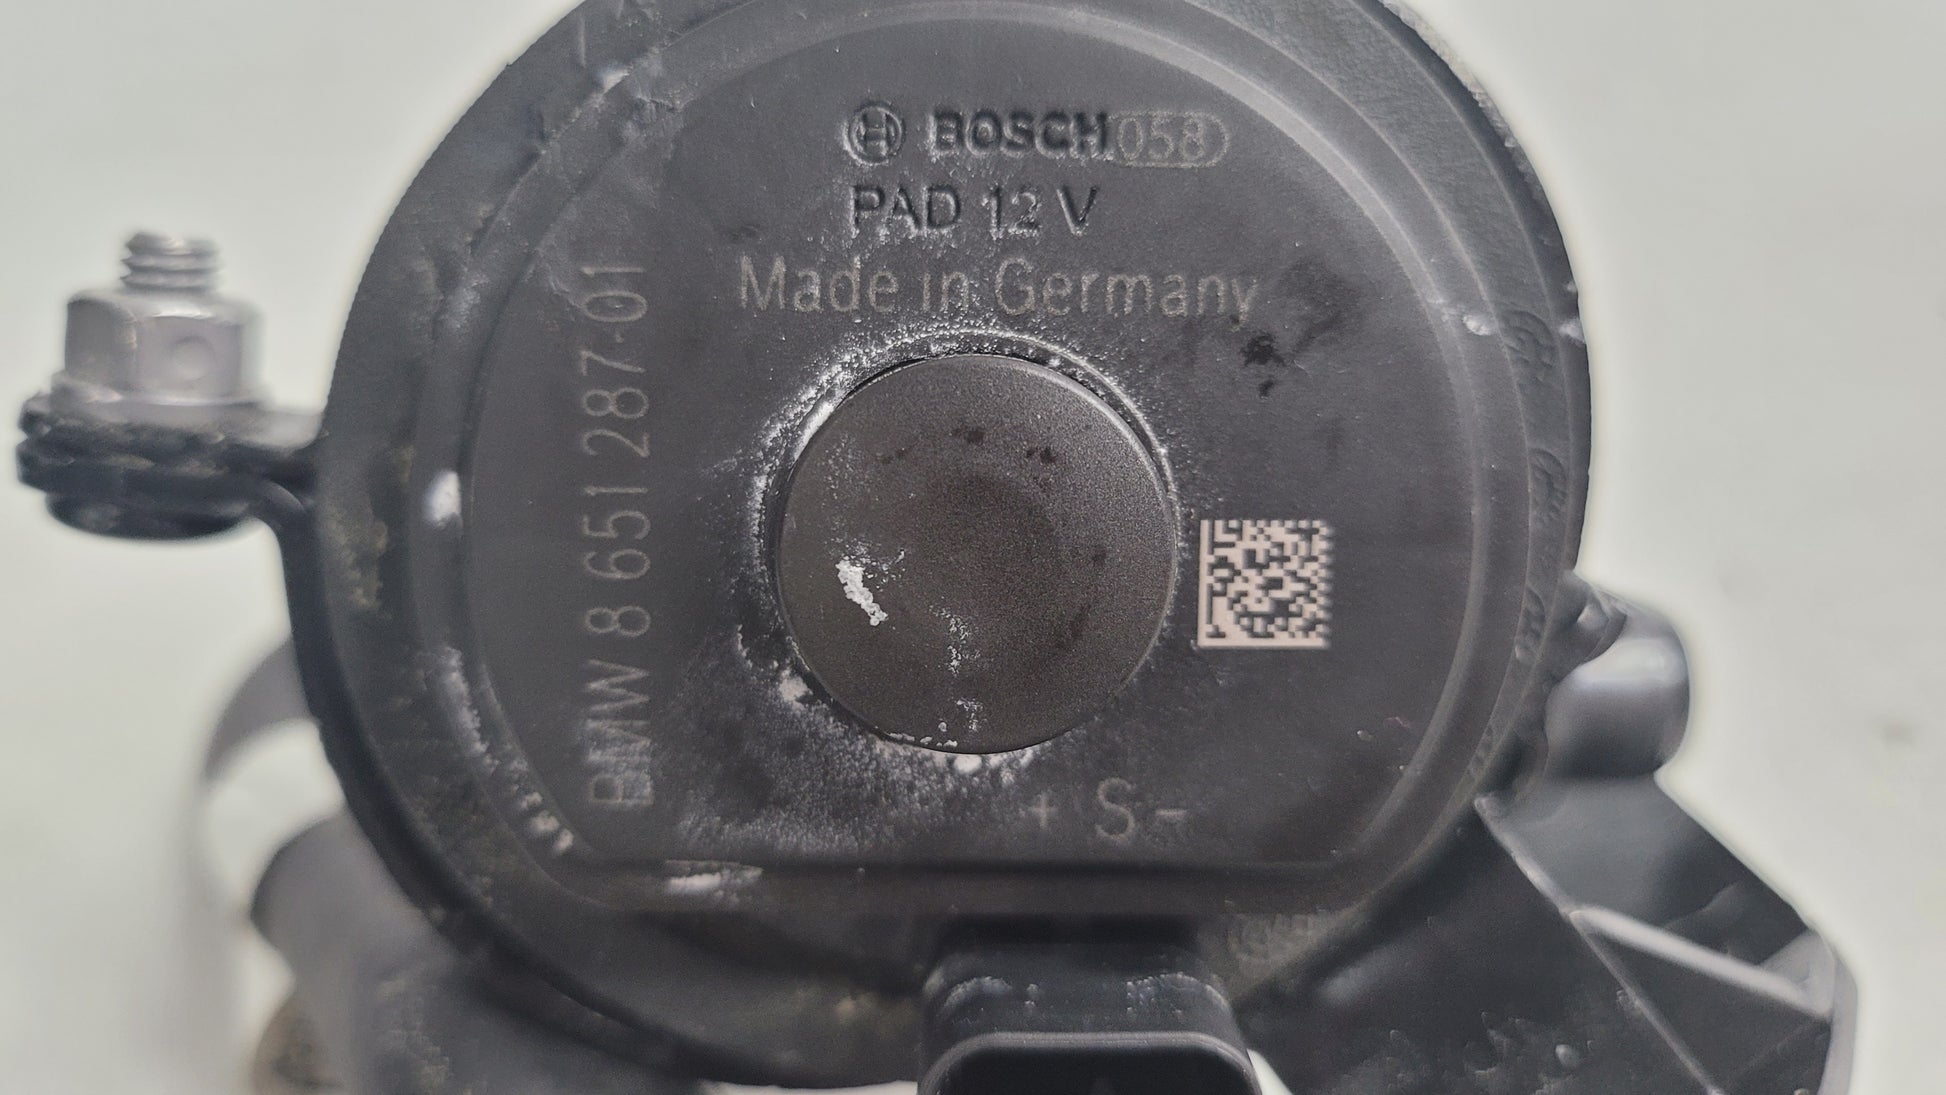 BOSCH 058
PAD 12 V
Made in Germany
BMW 8 651 287-01
+ S -